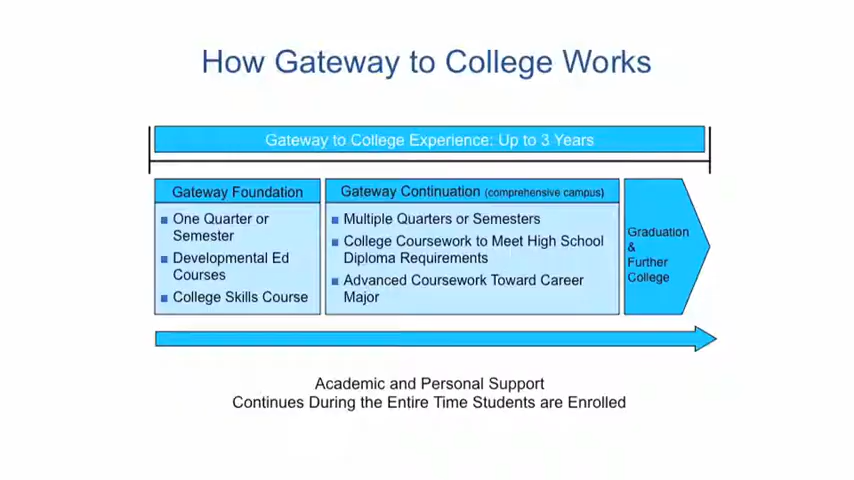 How Gateway to College Works
Gateway to College Experience: Up to 3 Years
Gateway Foundation
One Quarter or
Semester
Developmental Ed
Courses
College Skills Course
Gateway Continuation (comprehensive campus)
Multiple Quarters or Semesters
College Coursework to Meet High School
Diploma Requirements
Advanced Coursework Toward Career
Major
Graduation
&
Further
College
Academic and Personal Support
Continues During the Entire Time Students are Enrolled